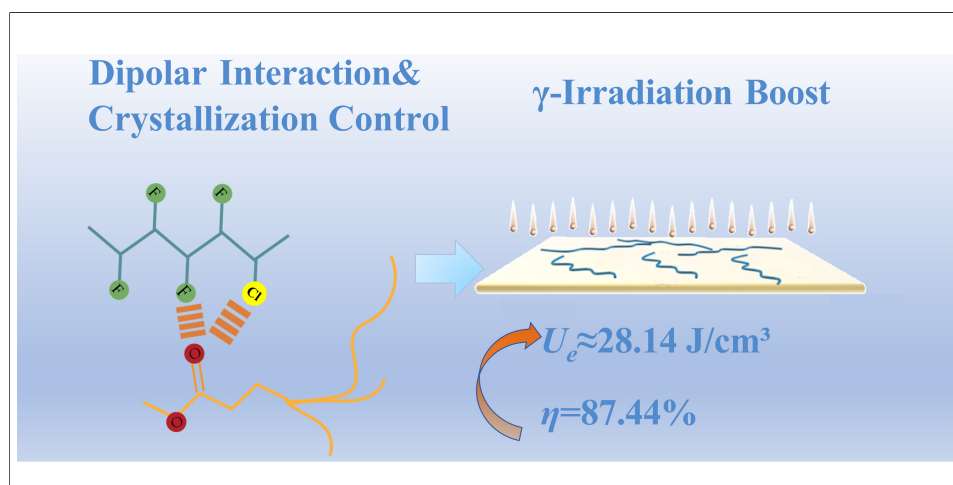 Dipolar Interaction&
Crystallization Control
γ-Irradiation Boost
F
F
F
F
Cl
O
O
Uₑ≈28.14 J/cm³
η=87.44%